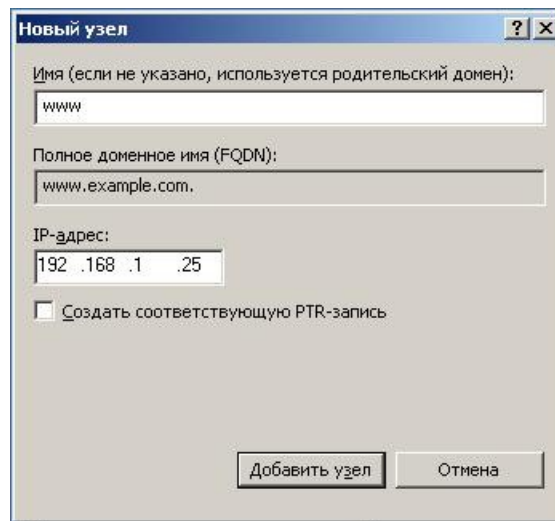 Новый узел
? X
Имя (если не указано, используется родительский домен):
www
Полное доменное имя (FQDN):
www.example.com.
IP-адрес:
192 .168 .1 .25
Создать соответствующую PTR-запись
Добавить узел Отмена